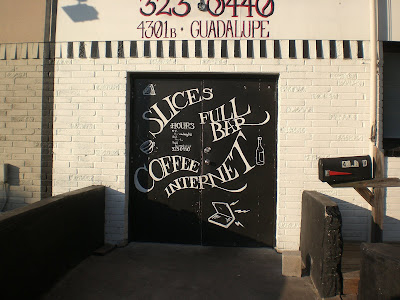 323 0440
4301B · GUADALUPE
SLICES
FULL
BAR
HOURS
COFFEE
INTERNET